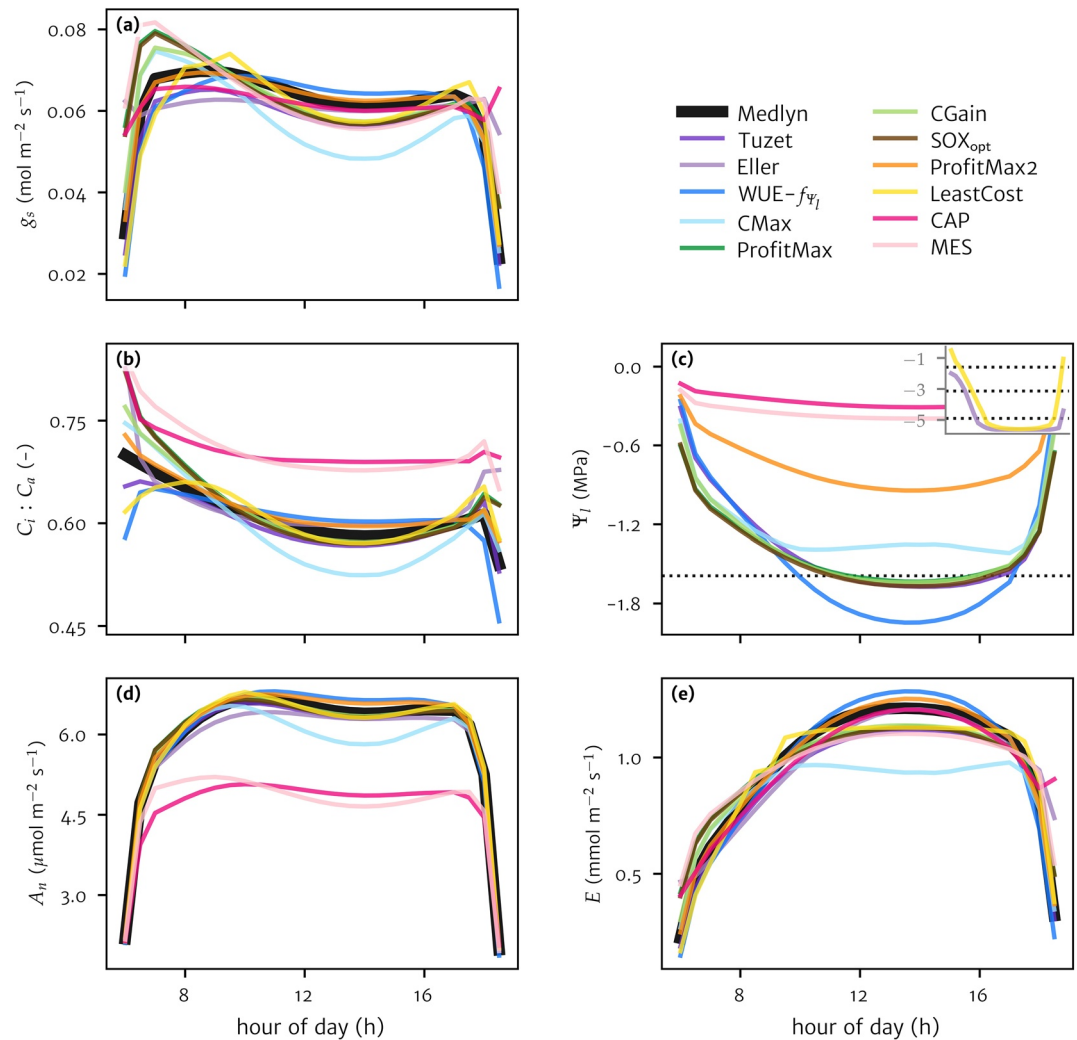 (a)
0.08
0.06
0.04
0.02
g_s (mol m⁻² s⁻¹)
Medlyn
Tuzet
Eller
WUE-f_Ψ_l
CMax
ProfitMax
CGain
SOX_opt
ProfitMax2
LeastCost
CAP
MES
(b)
0.75
0.60
0.45
C_i : C_a (–)
(c)
0.0
−0.6
−1.2
−1.8
Ψ_l (MPa)
−1
−3
−5
(d)
6.0
4.5
3.0
A_n (μmol m⁻² s⁻¹)
8
12
16
hour of day (h)
(e)
1.0
0.5
E (mmol m⁻² s⁻¹)
8
12
16
hour of day (h)